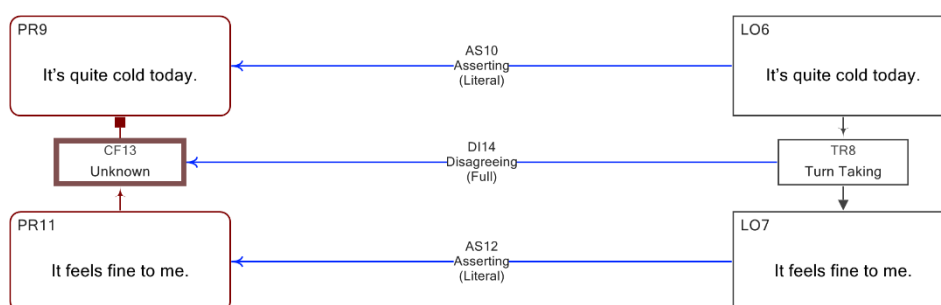 PR9
It's quite cold today.
AS10
Asserting
(Literal)
LO6
It's quite cold today.
CF13
Unknown
DI14
Disagreeing
(Full)
TR8
Turn Taking
PR11
It feels fine to me.
AS12
Asserting
(Literal)
LO7
It feels fine to me.